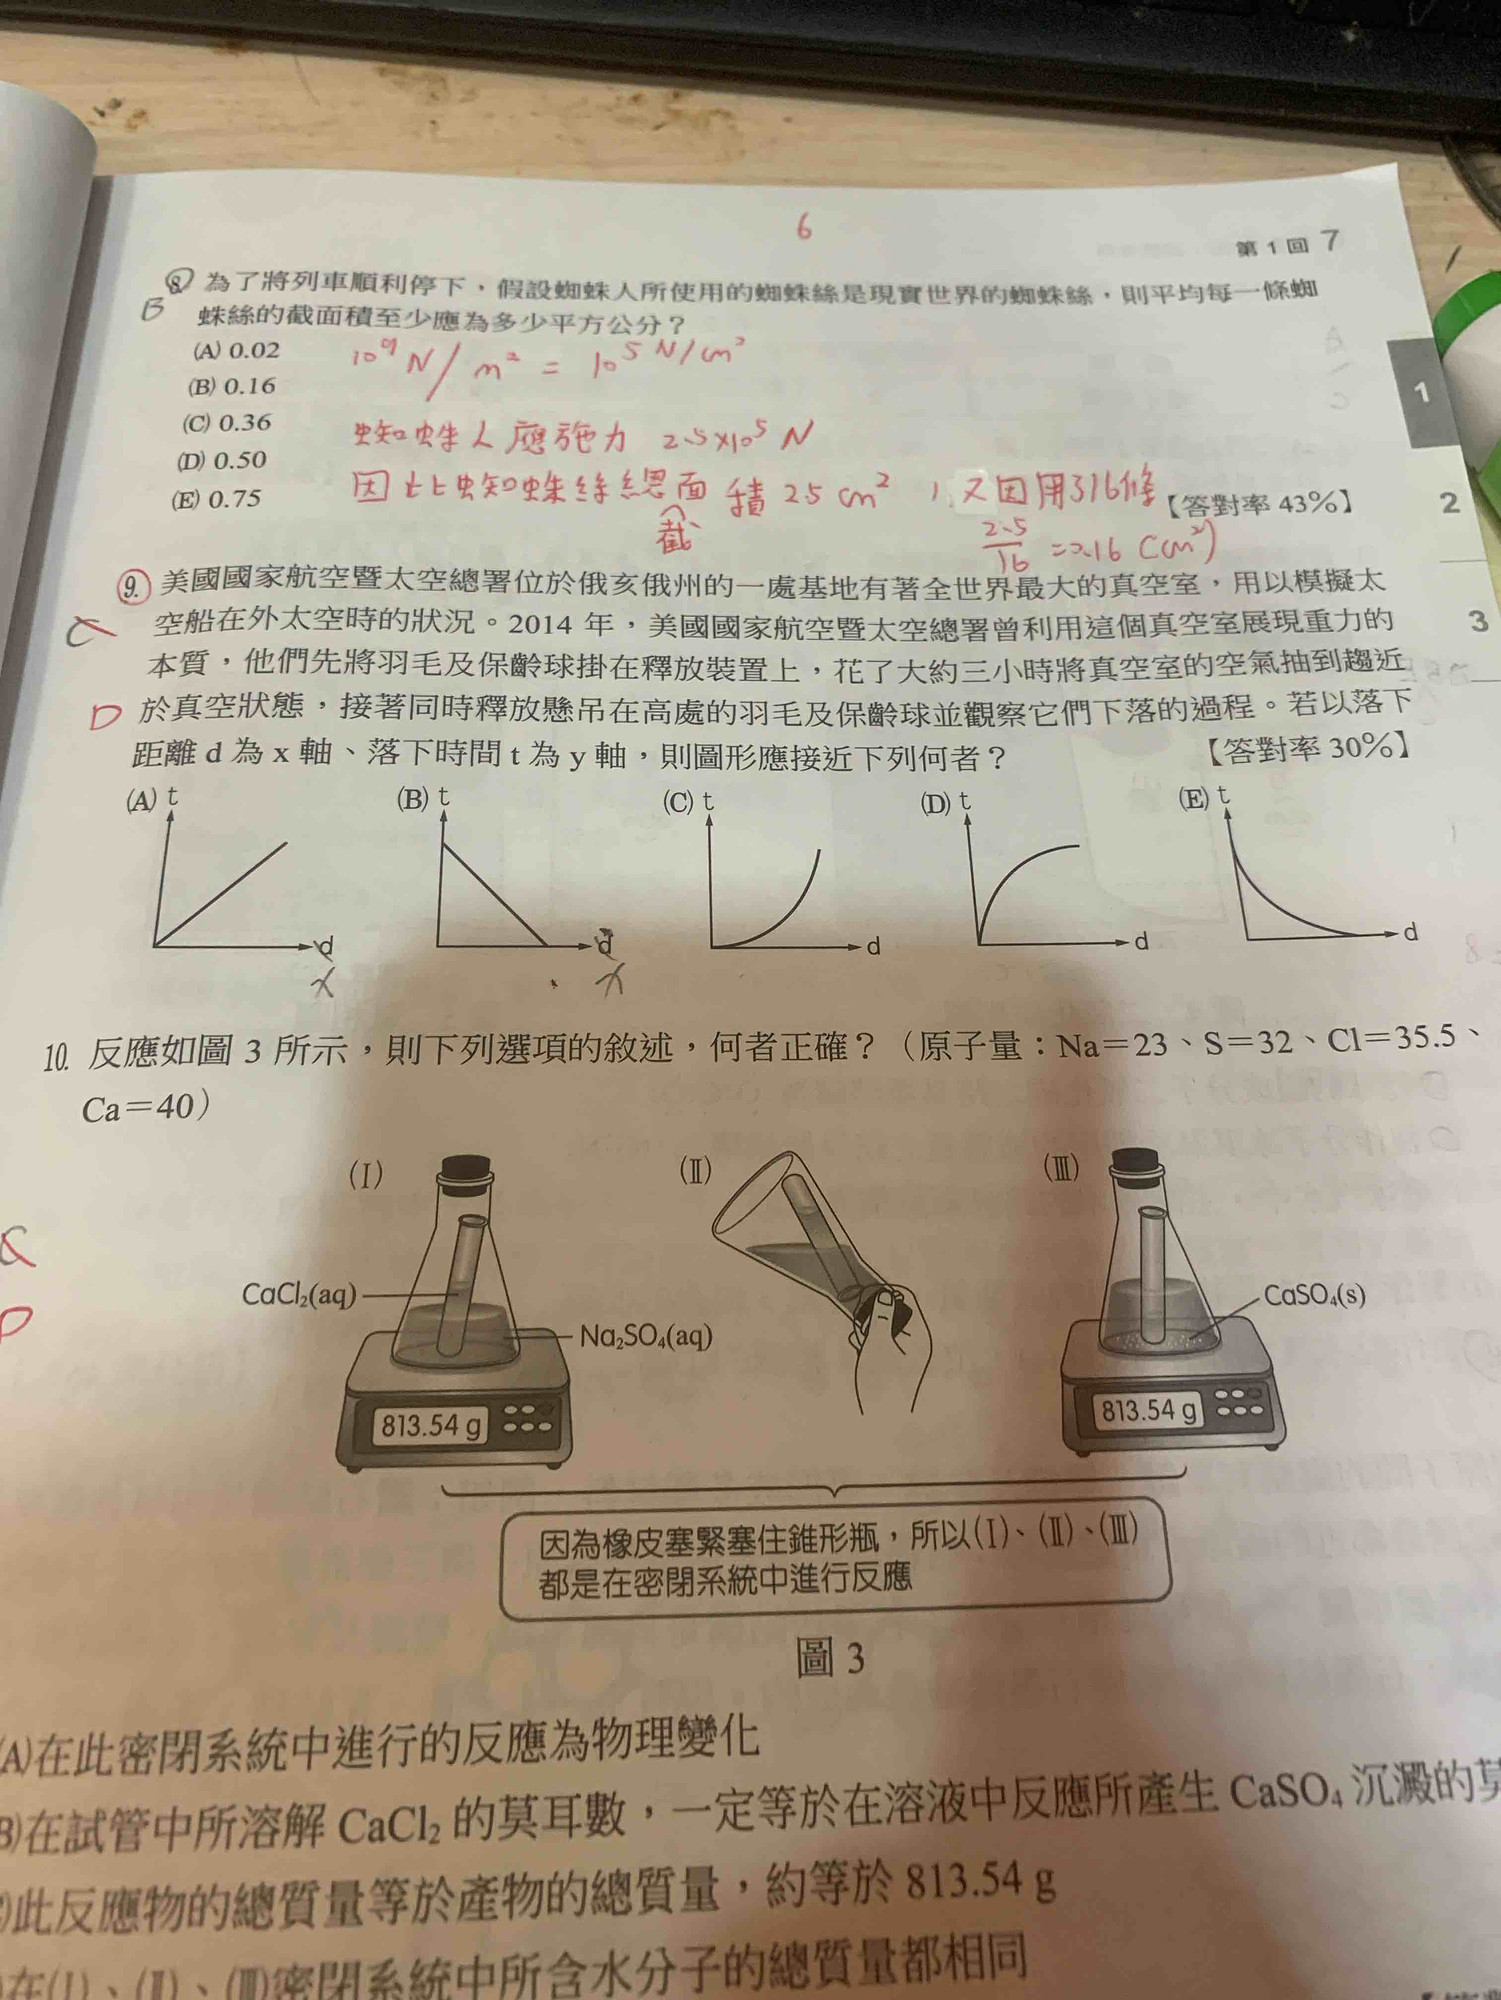 6
第1回 7
8. 為了將列車順利停下,假設蜘蛛人所使用的蜘蛛絲是現實世界的蜘蛛絲,則平均每一條蜘
B 蛛絲的截面積至少應為多少平方公分?
(A) 0.02
10⁹ N/m² = 10⁵ N/cm²
(B) 0.16
(C) 0.36
蜘蛛人應施力 2.5×10⁵ N
(D) 0.50
因此蜘蛛絲總截面積 2.5 cm²,又因用了16條
(E) 0.75
【答對率 43%】
2.5/16 = 0.16 (cm²)
1
2
3
9. 美國國家航空暨太空總署位於俄亥俄州的一處基地有著全世界最大的真空室,用以模擬太
C 空船在外太空時的狀況。2014 年,美國國家航空暨太空總署曾利用這個真空室展現重力的
本質,他們先將羽毛及保齡球掛在釋放裝置上,花了大約三小時將真空室的空氣抽到趨近
D 於真空狀態,接著同時釋放懸吊在高處的羽毛及保齡球並觀察它們下落的過程。若以落下
距離 d 為 x 軸、落下時間 t 為 y 軸,則圖形應接近下列何者? 【答對率 30%】
(A) t (B) t (C) t (D) t (E) t
d d d d d
x x
10. 反應如圖 3 所示,則下列選項的敘述,何者正確?(原子量:Na=23、S=32、Cl=35.5、
Ca=40)
(Ⅰ) (Ⅱ) (Ⅲ)
CaCl₂(aq)
Na₂SO₄(aq)
CaSO₄(s)
D
813.54 g
813.54 g
因為橡皮塞緊塞住錐形瓶,所以(Ⅰ)、(Ⅱ)、(Ⅲ)
都是在密閉系統中進行反應
圖 3
(A)在此密閉系統中進行的反應為物理變化
(B)在試管中所溶解 CaCl₂ 的莫耳數,一定等於在溶液中反應所產生 CaSO₄ 沉澱的莫
此反應物的總質量等於產物的總質量,約等於 813.54 g
在(Ⅰ)、(Ⅱ)、(Ⅲ)密閉系統中所含水分子的總質量都相同